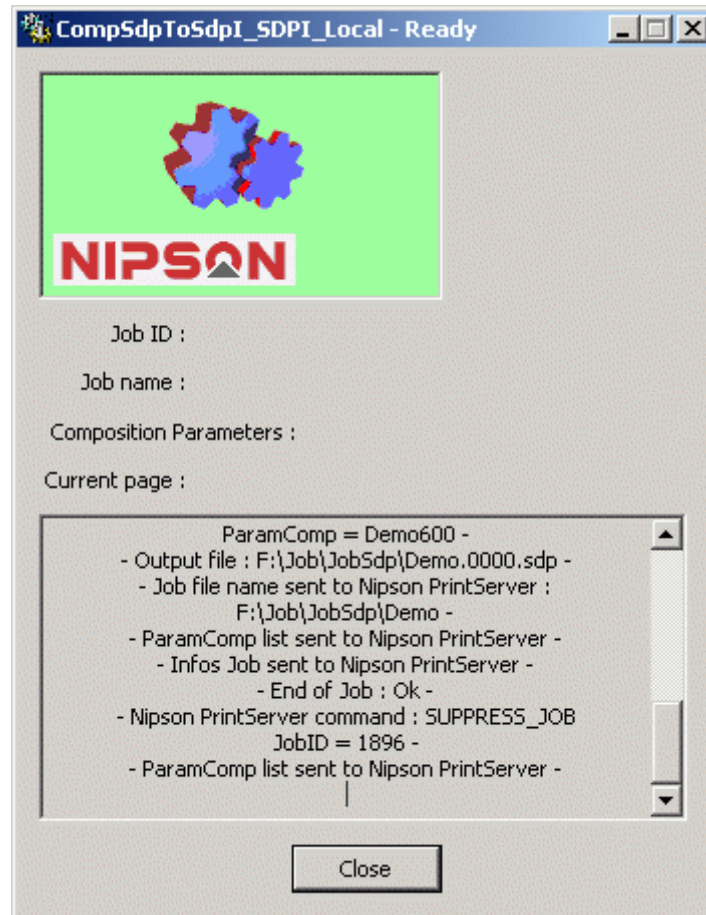 CompSdpToSdpI_SDPI_Local - Ready
NIPSON
Job ID :
Job name :
Composition Parameters :
Current page :
ParamComp = Demo600 -
- Output file : F:\Job\JobSdp\Demo.0000.sdp -
- Job file name sent to Nipson PrintServer :
F:\Job\JobSdp\Demo -
- ParamComp list sent to Nipson PrintServer -
- Infos Job sent to Nipson PrintServer -
- End of Job : Ok -
- Nipson PrintServer command : SUPPRESS_JOB
JobID = 1896 -
- ParamComp list sent to Nipson PrintServer -
Close